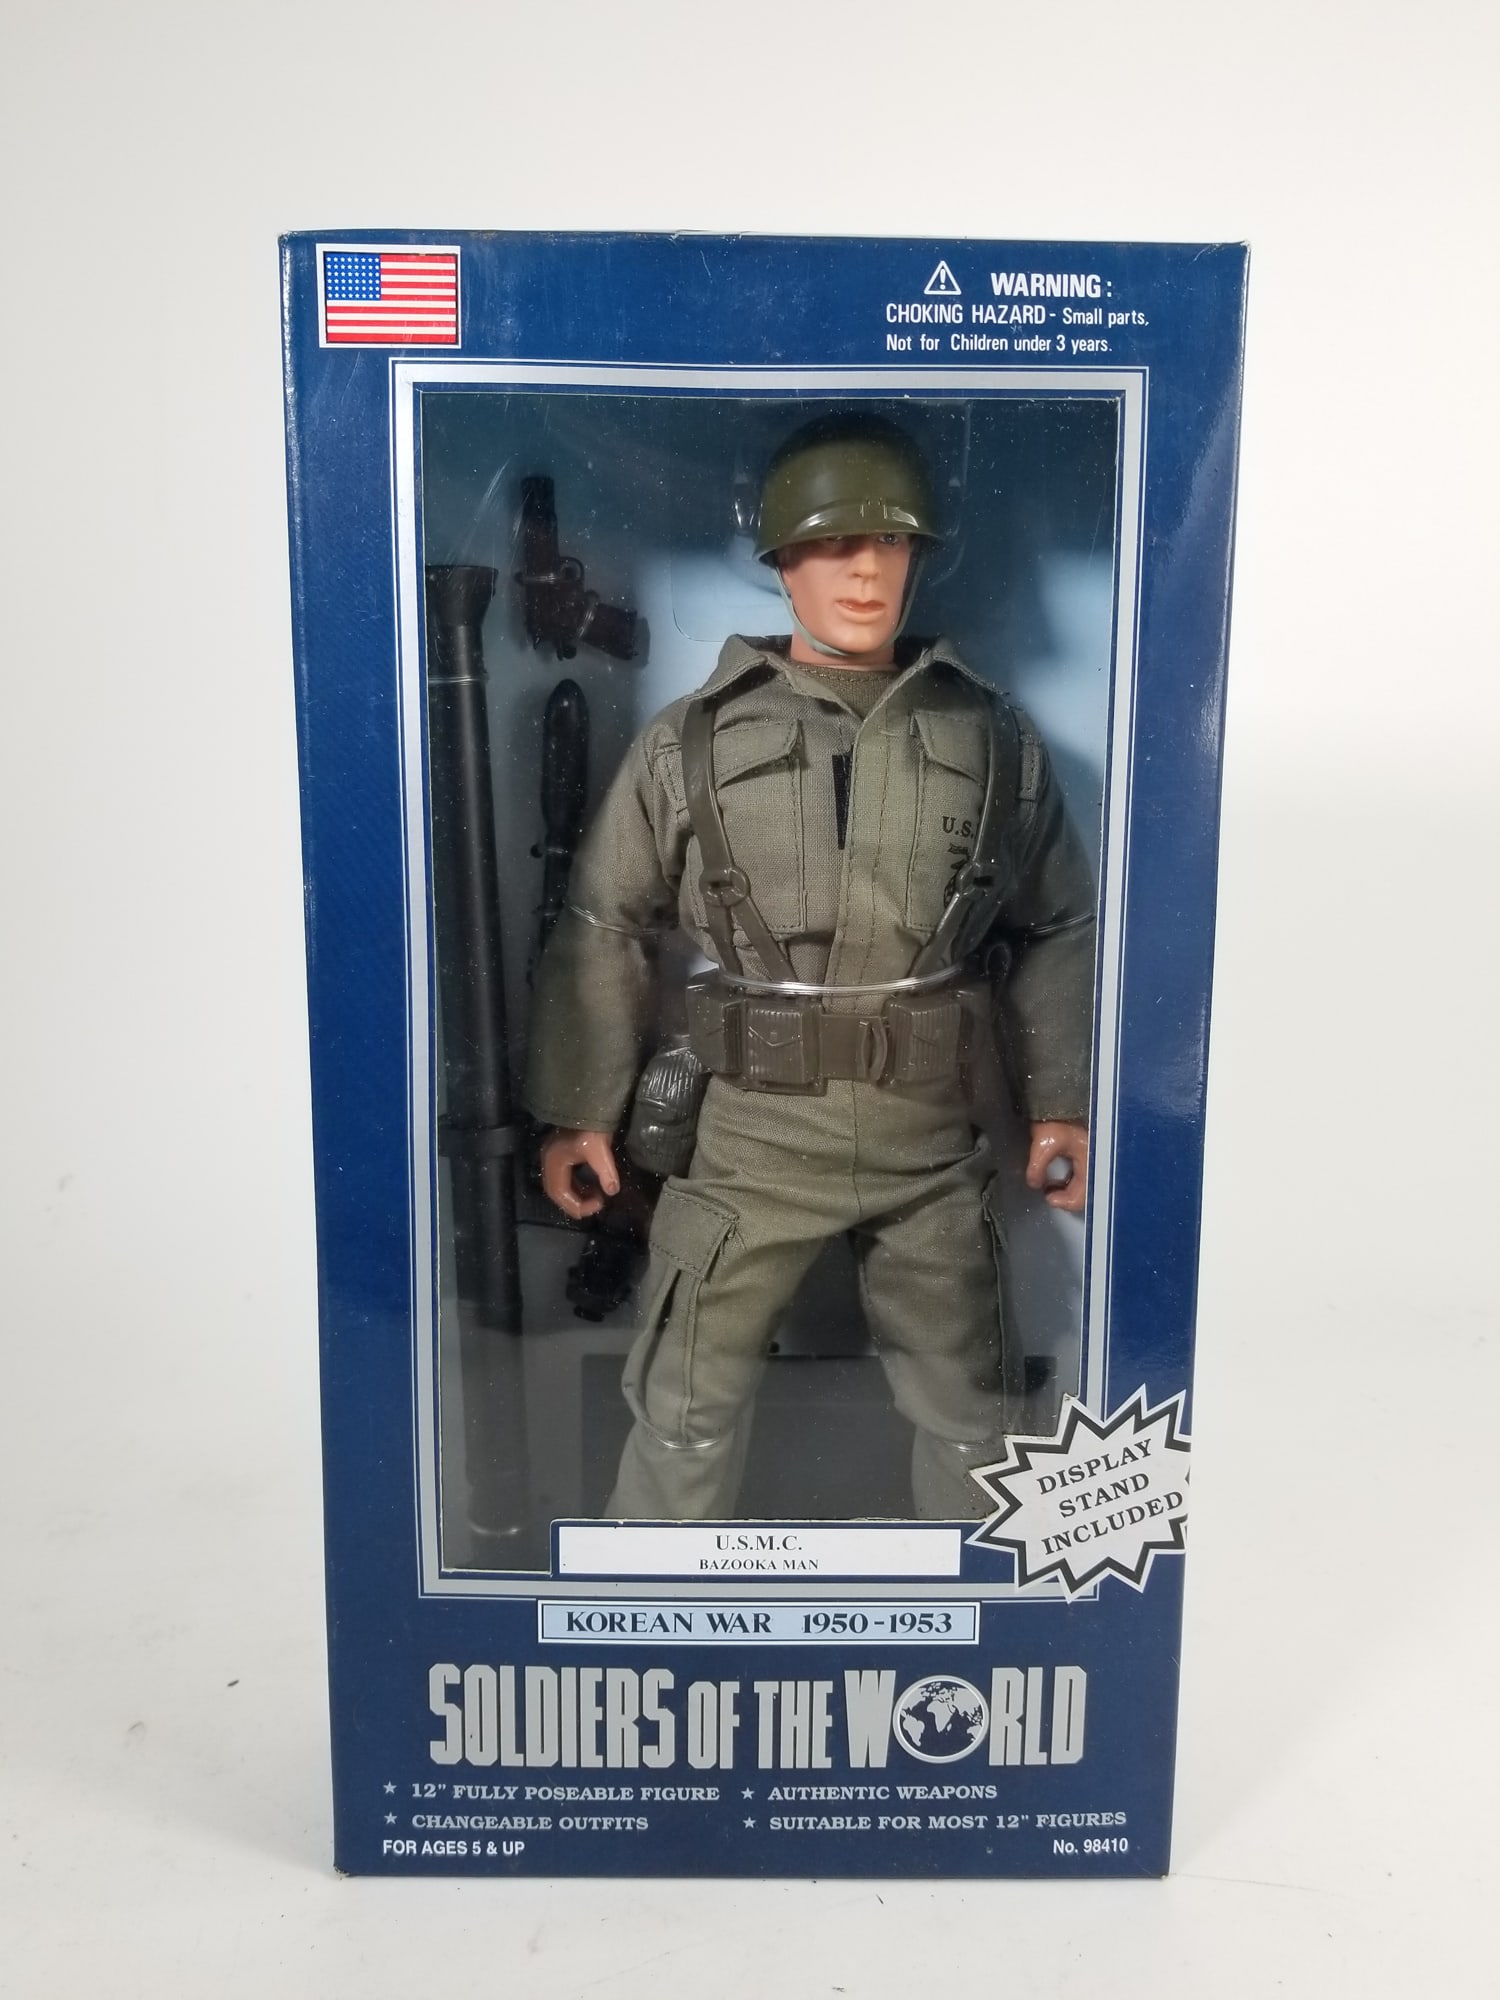 WARNING:
CHOKING HAZARD - Small parts,
Not for Children under 3 years.
U.S.
DISPLAY
STAND
INCLUDED
U.S.M.C.
BAZOOKA MAN
KOREAN WAR 1950-1953
SOLDIERS OF THE WORLD
★ 12" FULLY POSEABLE FIGURE ★ AUTHENTIC WEAPONS
★ CHANGEABLE OUTFITS ★ SUITABLE FOR MOST 12" FIGURES
FOR AGES 5 & UP No. 98410